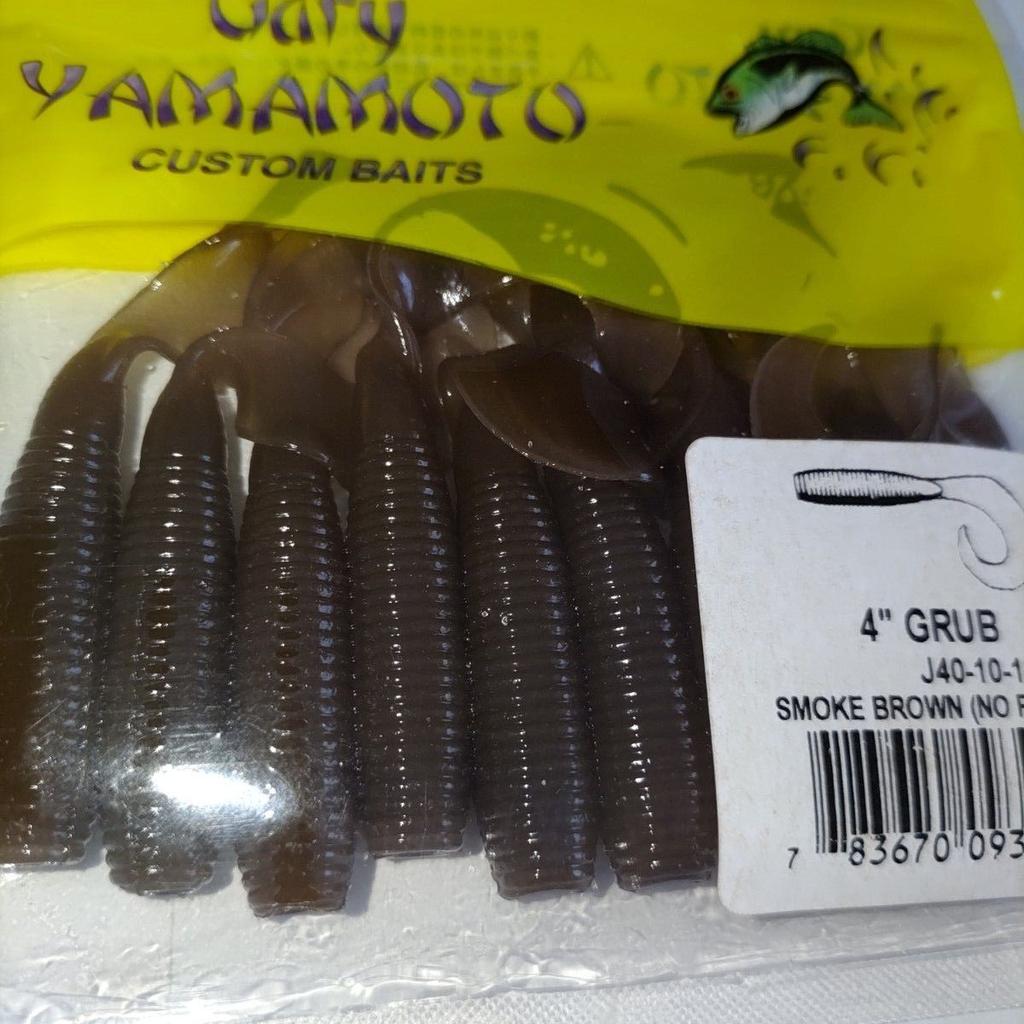 Gary
YAMAMOTO
CUSTOM BAITS
4" GRUB
J40-10-1
SMOKE BROWN (NO
7 83670 093